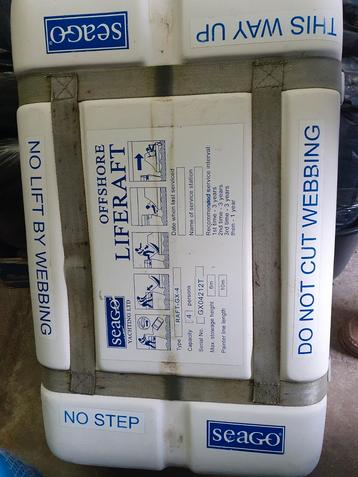 SEAGO
THIS WAY UP
NO LIFT BY WEBBING
OFFSHORE
LIFERAFT
SEAGO
YACHTING LTD
Type RAFT-GX-4
Capacity 4 persons
Serial No. GX04212T
Max stowage height 6m
Painter line length 10m
Date when last serviced
Name of service station
Recommended service interval
1st time - 3 years
2nd time - 3 years
3rd time - 3 years
then - 1 year
DO NOT CUT WEBBING
NO STEP
SEAGO